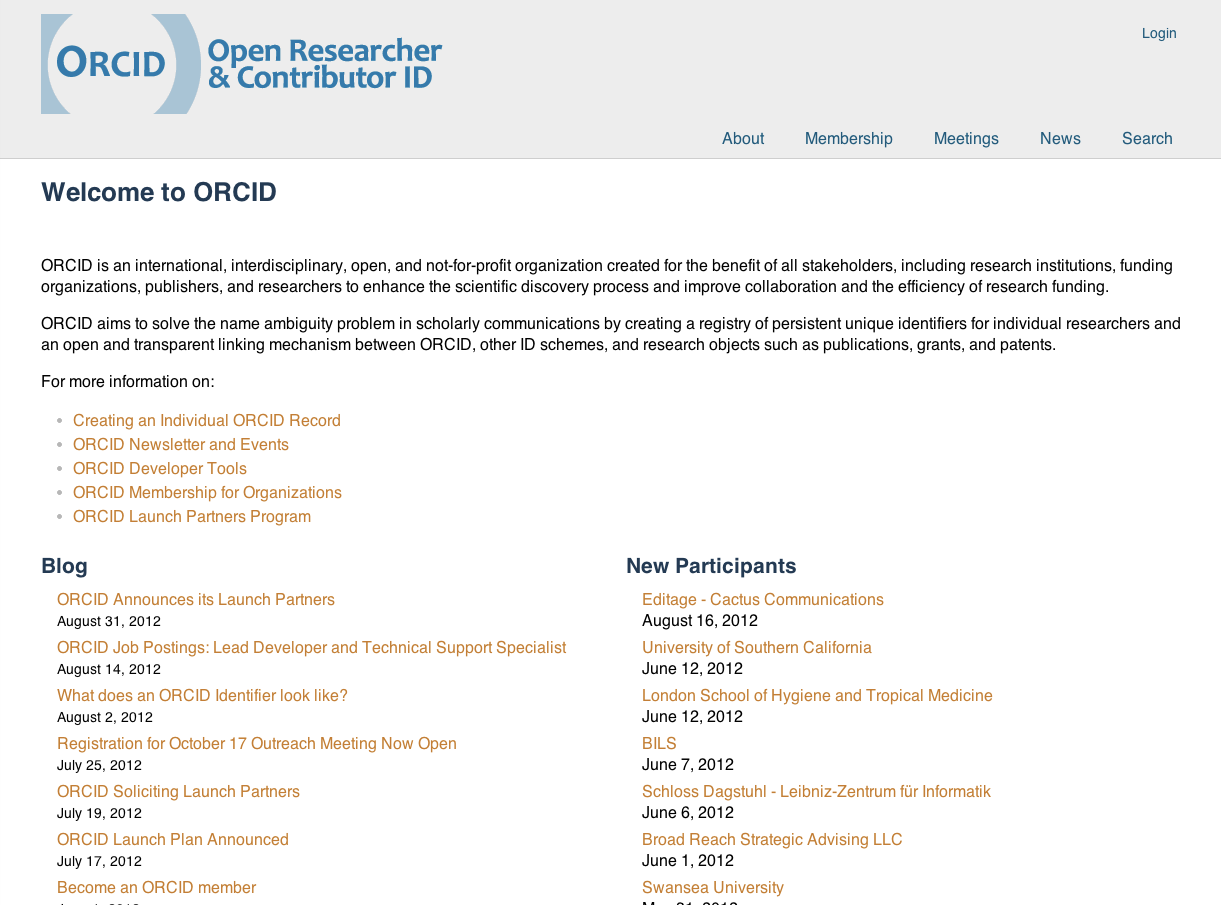 ORCID
Open Researcher
& Contributor ID
Login
About
Membership
Meetings
News
Search
Welcome to ORCID
ORCID is an international, interdisciplinary, open, and not-for-profit organization created for the benefit of all stakeholders, including research institutions, funding
organizations, publishers, and researchers to enhance the scientific discovery process and improve collaboration and the efficiency of research funding.
ORCID aims to solve the name ambiguity problem in scholarly communications by creating a registry of persistent unique identifiers for individual researchers and
an open and transparent linking mechanism between ORCID, other ID schemes, and research objects such as publications, grants, and patents.
For more information on:
• Creating an Individual ORCID Record
• ORCID Newsletter and Events
• ORCID Developer Tools
• ORCID Membership for Organizations
• ORCID Launch Partners Program
Blog
ORCID Announces its Launch Partners
August 31, 2012
ORCID Job Postings: Lead Developer and Technical Support Specialist
August 14, 2012
What does an ORCID Identifier look like?
August 2, 2012
Registration for October 17 Outreach Meeting Now Open
July 25, 2012
ORCID Soliciting Launch Partners
July 19, 2012
ORCID Launch Plan Announced
July 17, 2012
Become an ORCID member
New Participants
Editage - Cactus Communications
August 16, 2012
University of Southern California
June 12, 2012
London School of Hygiene and Tropical Medicine
June 12, 2012
BILS
June 7, 2012
Schloss Dagstuhl - Leibniz-Zentrum für Informatik
June 6, 2012
Broad Reach Strategic Advising LLC
June 1, 2012
Swansea University